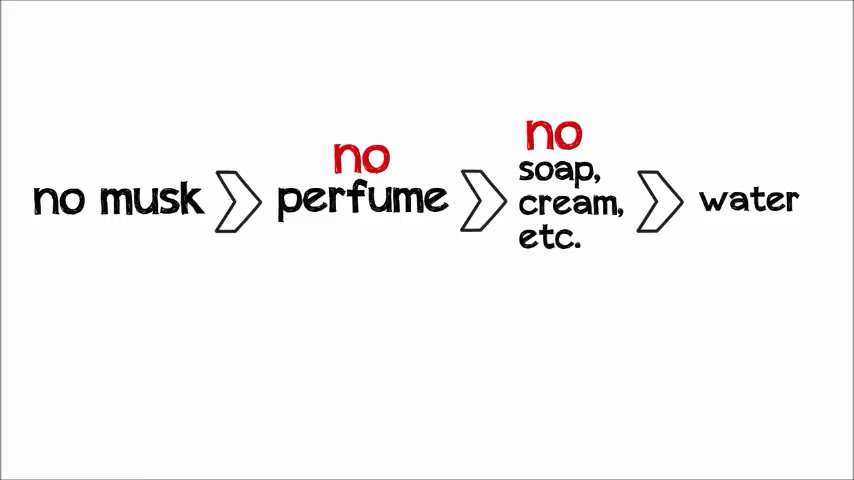 no musk
no
perfume
no
soap,
cream,
etc.
water